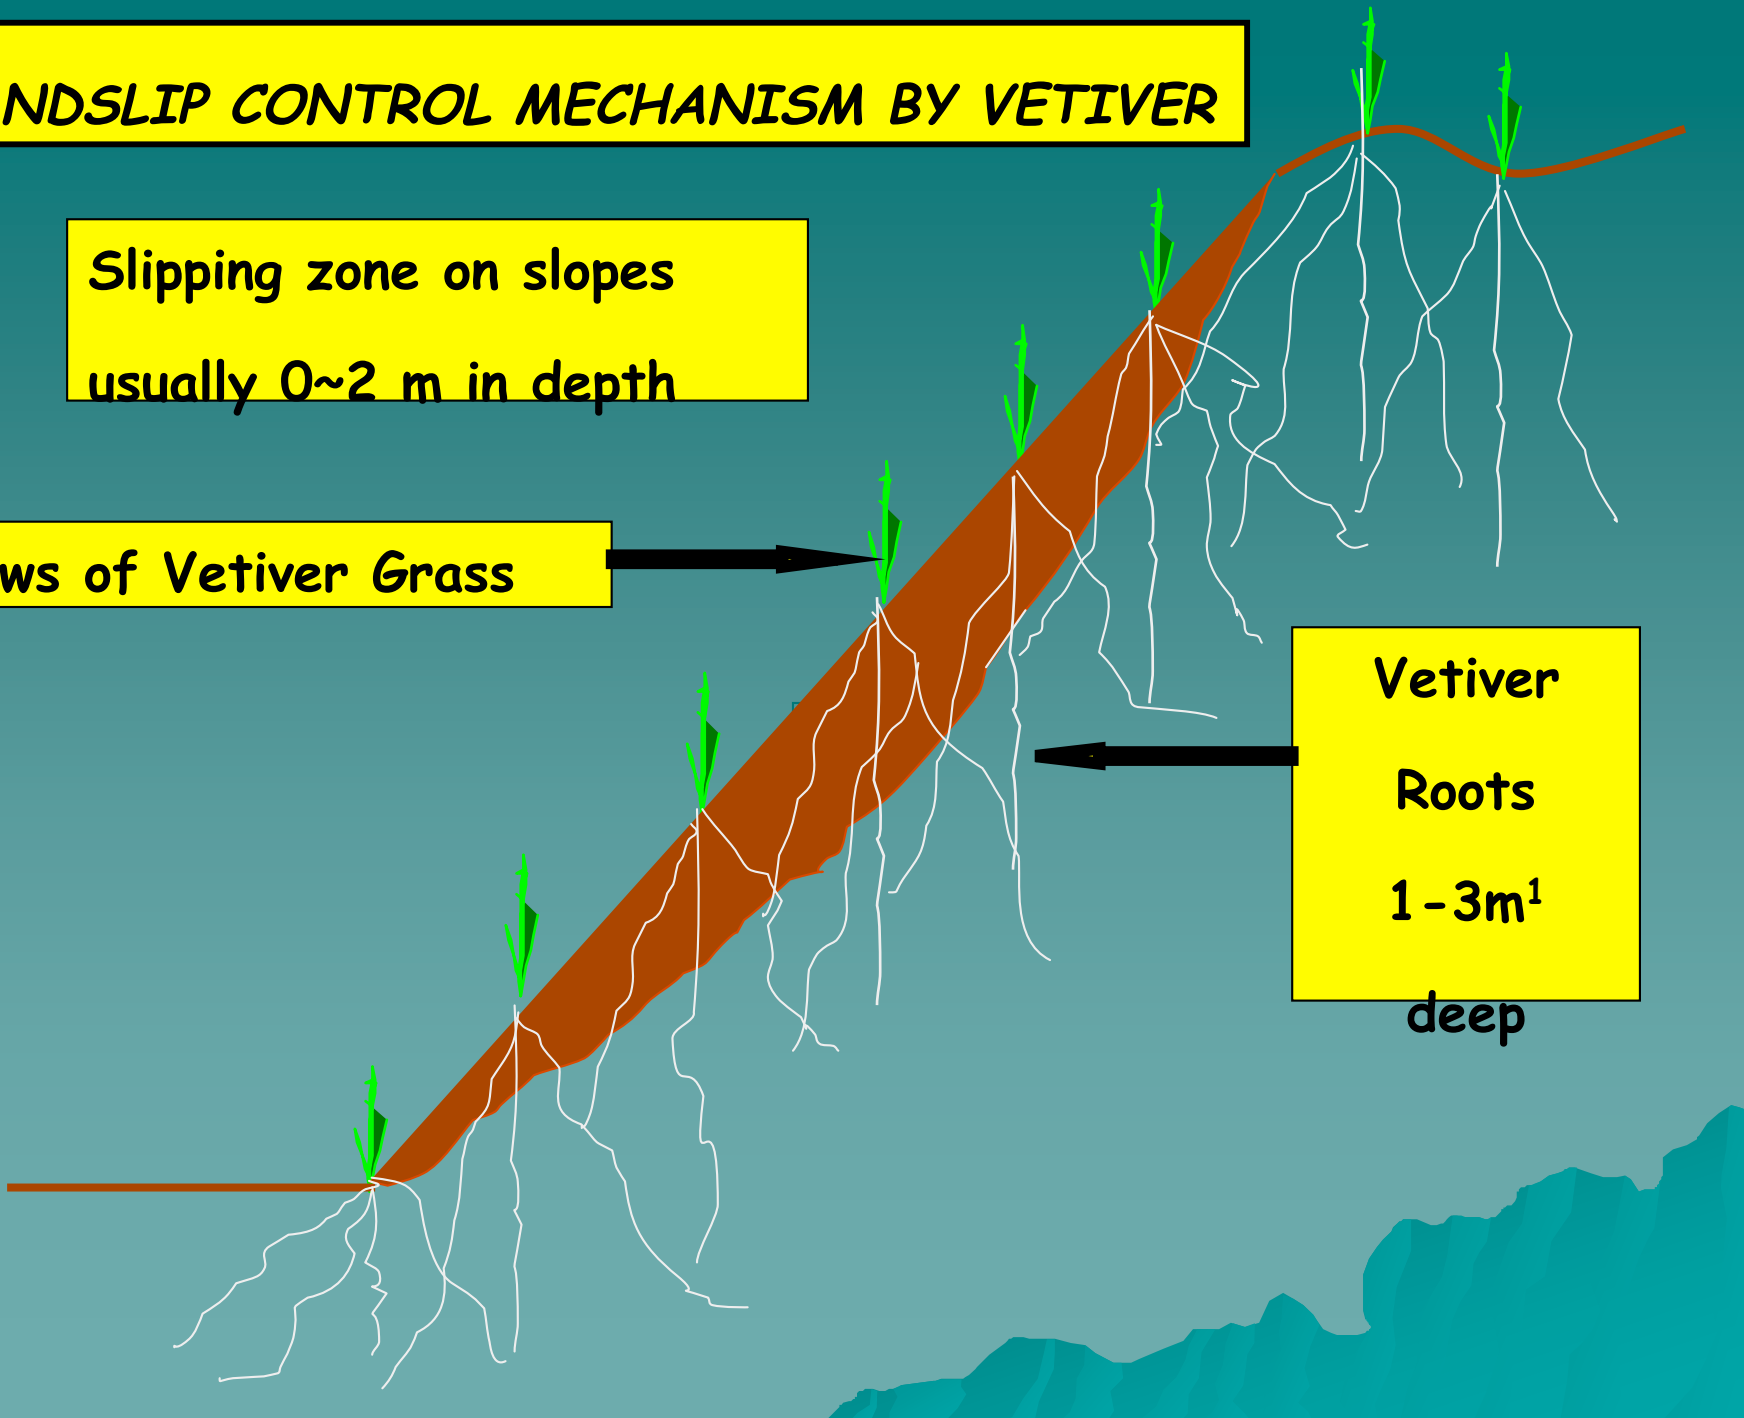 NDSLIP CONTROL MECHANISM BY VETIVER
Slipping zone on slopes
usually 0~2 m in depth
ws of Vetiver Grass
Vetiver
Roots
1-3m¹
deep